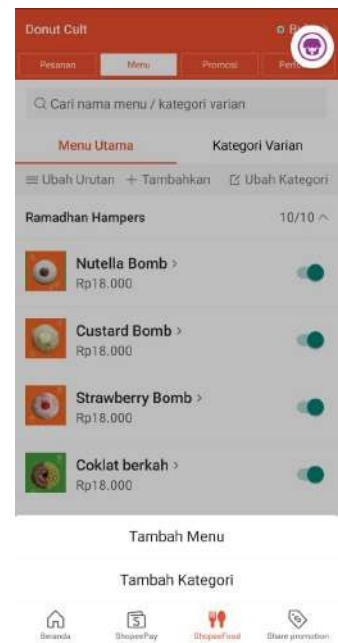 Donut Cult
Pesanan
Menu
Promosi
Cari nama menu / kategori varian
Menu Utama
Kategori Varian
Ubah Urutan
+ Tambahkan
Ubah Kategori
Ramadhan Hampers
10/10
Nutella Bomb >
Rp18.000
Custard Bomb >
Rp18.000
Strawberry Bomb >
Rp18.000
Coklat berkah >
Rp18.000
Tambah Menu
Tambah Kategori
Beranda
ShopeePay
ShopeeFood
Share promotion